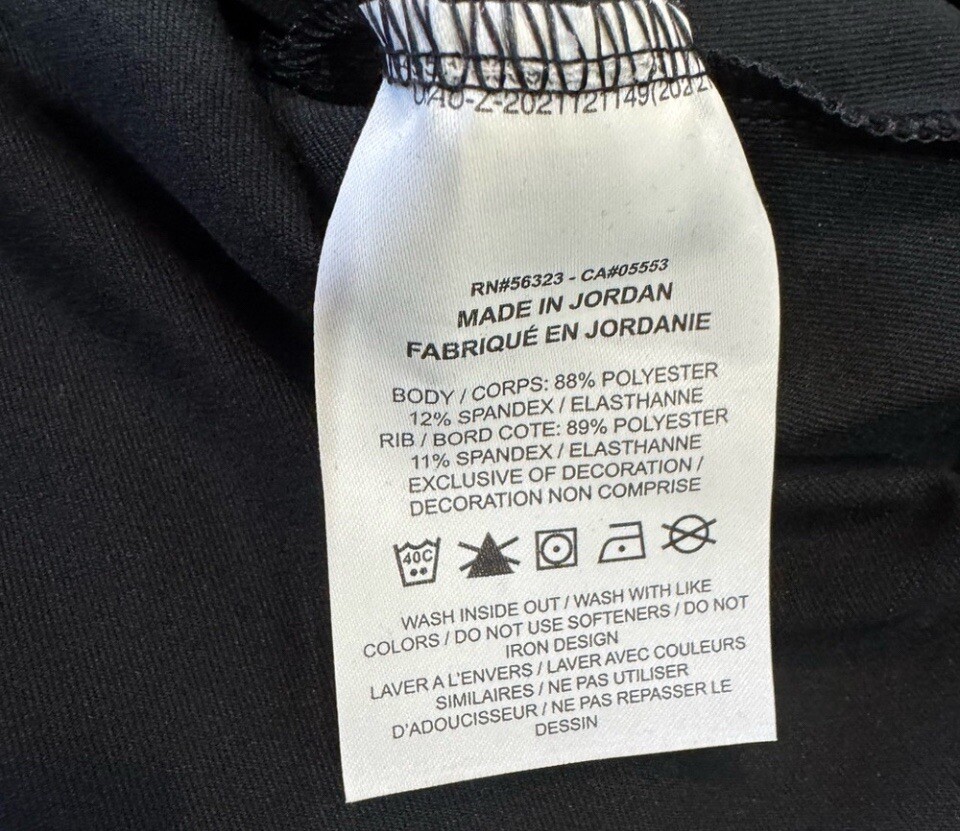 RN#56323 - CA#05553
MADE IN JORDAN
FABRIQUÉ EN JORDANIE
BODY / CORPS: 88% POLYESTER
12% SPANDEX / ELASTHANNE
RIB / BORD COTE: 89% POLYESTER
11% SPANDEX / ELASTHANNE
EXCLUSIVE OF DECORATION /
DECORATION NON COMPRISE
40C
WASH INSIDE OUT / WASH WITH LIKE
COLORS / DO NOT USE SOFTENERS / DO NOT
IRON DESIGN
LAVER A L'ENVERS / LAVER AVEC COULEURS
SIMILAIRES / NE PAS UTILISER
D'ADOUCISSEUR / NE PAS REPASSER LE
DESSIN